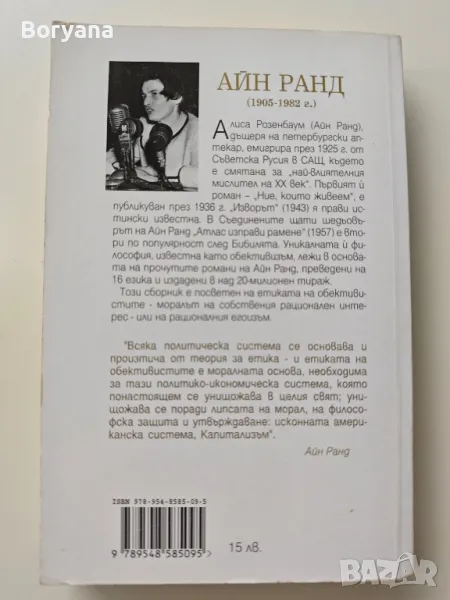 Boryana
АЙН РАНД
(1905-1982 г.)
Алиса Розенбаум (Айн Ранд),
дъщеря на петербургски ап-
текар, емигрира през 1925 г. от
Съветска Русия в САЩ където
е смятана за „най-влиятелния
мислител на XX век“. Първият ѝ
роман – „Ние, които живеем“, е
публикуван през 1936 г. „Изворът“ (1943) я прави ис-
тински известна. В Съединените щати шедьовъ-
рът на Айн Ранд „Атлас изправи рамене“ (1957) е втори
по популярност след Библията. Уникалната ѝ фи-
лософия, известна като обективизъм, лежи в основа-
та на прочутите романи на Айн Ранд, преведени на
16 езика и издадени в над 20-милионен тираж.
Този сборник е посветен на етиката на обективис-
тите - моралът на собствения рационален инте-
рес - или на рационалния егоизъм.
"Всяка политическа система се основава и
произтича от теория за етика - и етиката на
обективистите е моралната основа, необходима
за тази политико-икономическа система, която
понастоящем се унищожава в целия свят; уни-
щожава се поради липсата на морал, на филосо-
фска защита и утвърждаване: исконната амери-
канска система, Капитализъм".
Айн Ранд
ISBN 978-954-8585-09-5
9 789548 585095
15 лв.
bazar